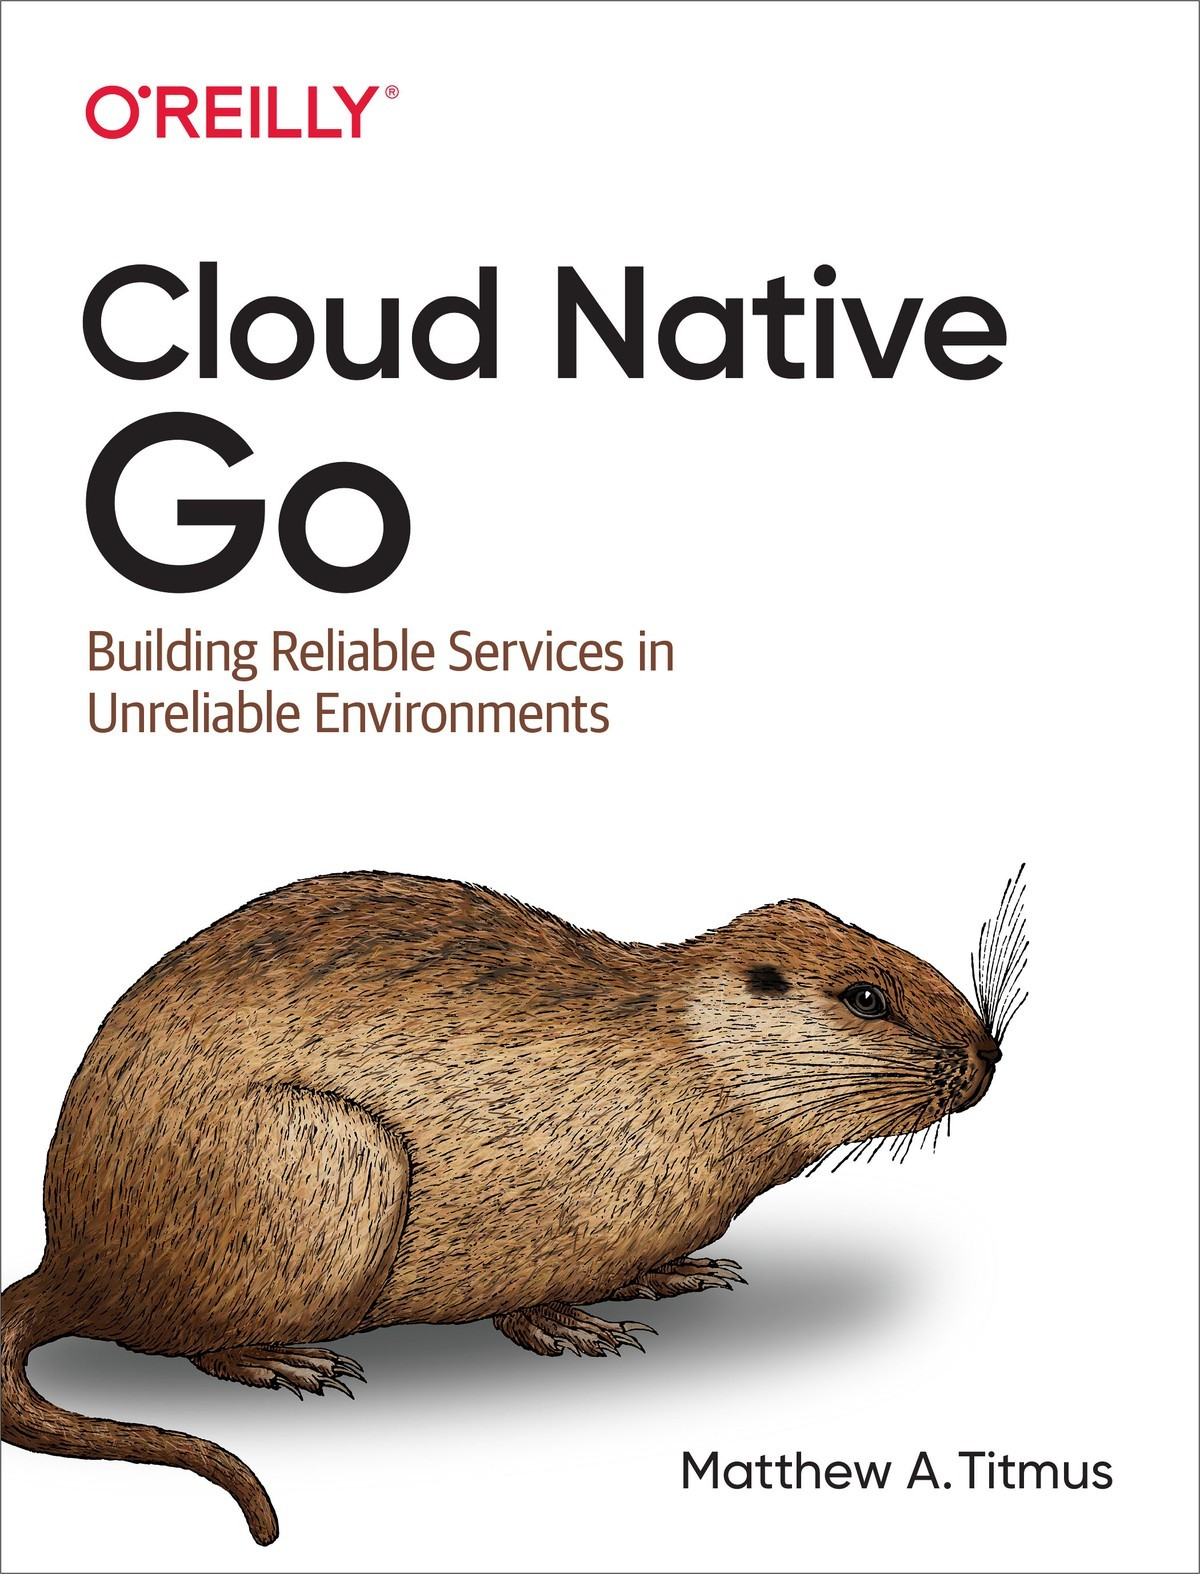 O'REILLY®
Cloud Native
Go
Building Reliable Services in
Unreliable Environments
Matthew A. Titmus